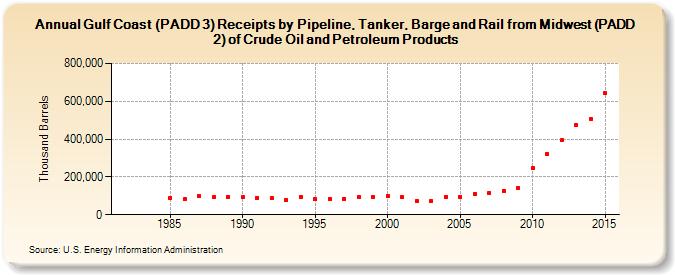 Annual Gulf Coast (PADD 3) Receipts by Pipeline, Tanker, Barge and Rail from Midwest (PADD
2) of Crude Oil and Petroleum Products
Thousand Barrels
800,000
600,000
400,000
200,000
0
1985 1990 1995 2000 2005 2010 2015
Source: U.S. Energy Information Administration